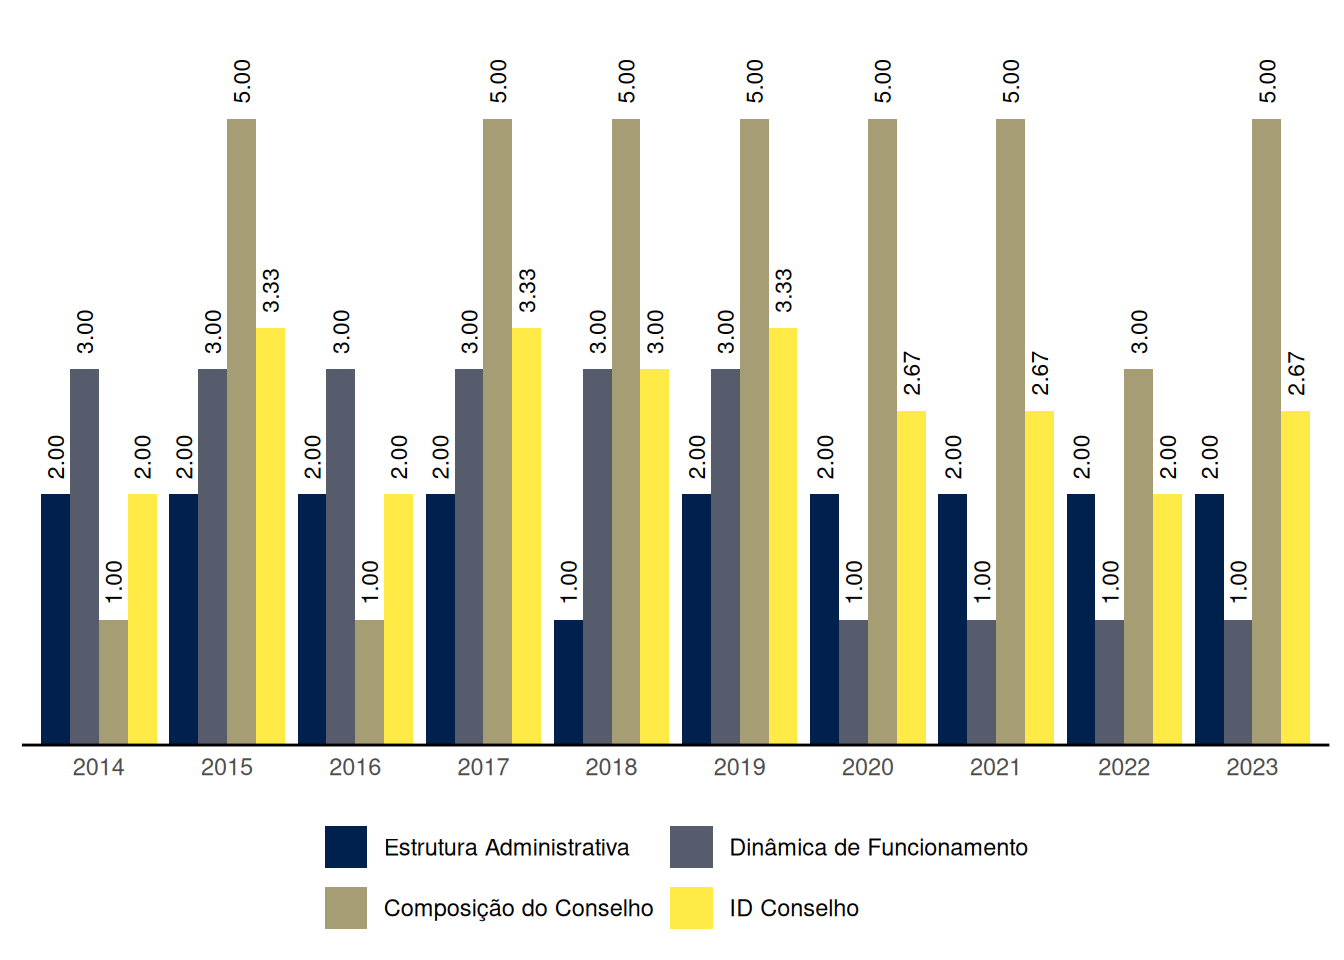 5.00 5.00 5.00 5.00 5.00 5.00 5.00
3.33 3.33 3.33
3.00 3.00 3.00 3.00 3.00 3.00 3.00 3.00
2.67 2.67 2.67
2.00 2.00 2.00 2.00 2.00 2.00 2.00 2.00 2.00 2.00 2.00 2.00
1.00 1.00 1.00 1.00 1.00 1.00 1.00
2014 2015 2016 2017 2018 2019 2020 2021 2022 2023
Estrutura Administrativa Dinâmica de Funcionamento
Composição do Conselho ID Conselho